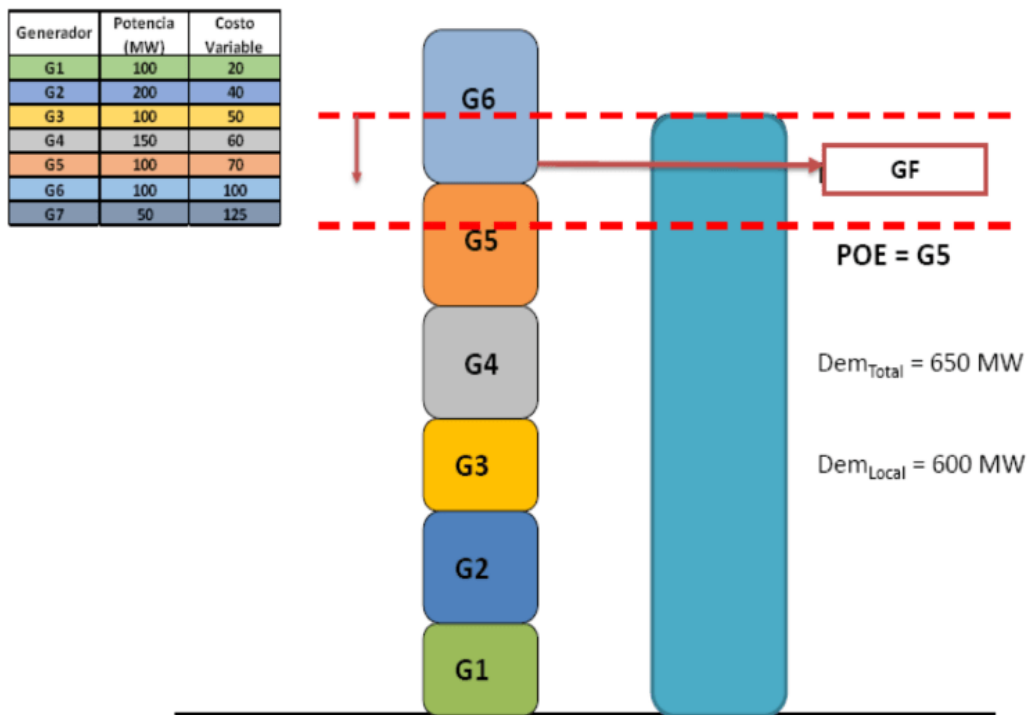 Generador Potencia (MW) Costo Variable
G1 100 20
G2 200 40
G3 100 50
G4 150 60
G5 100 70
G6 100 100
G7 50 125
G6
GF
G5
POE = G5
G4
Dem_Total = 650 MW
G3
Dem_Local = 600 MW
G2
G1